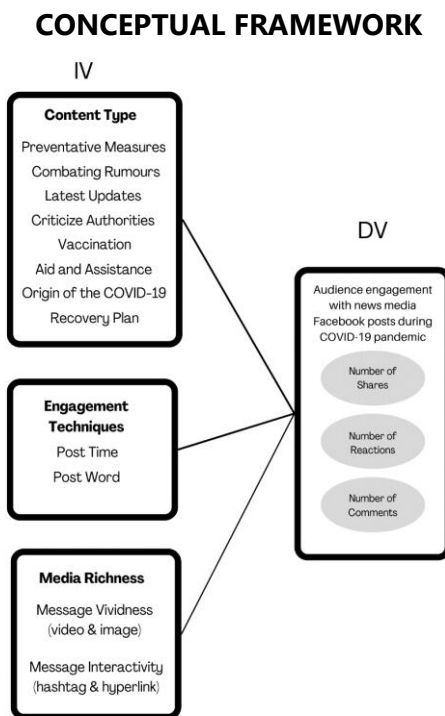 CONCEPTUAL FRAMEWORK
IV
Content Type
Preventative Measures
Combating Rumours
Latest Updates
Criticize Authorities
Vaccination
Aid and Assistance
Origin of the COVID-19
Recovery Plan
Engagement
Techniques
Post Time
Post Word
Media Richness
Message Vividness
(video & image)
Message Interactivity
(hashtag & hyperlink)
DV
Audience engagement
with news media
Facebook posts during
COVID-19 pandemic
Number of
Shares
Number of
Reactions
Number of
Comments